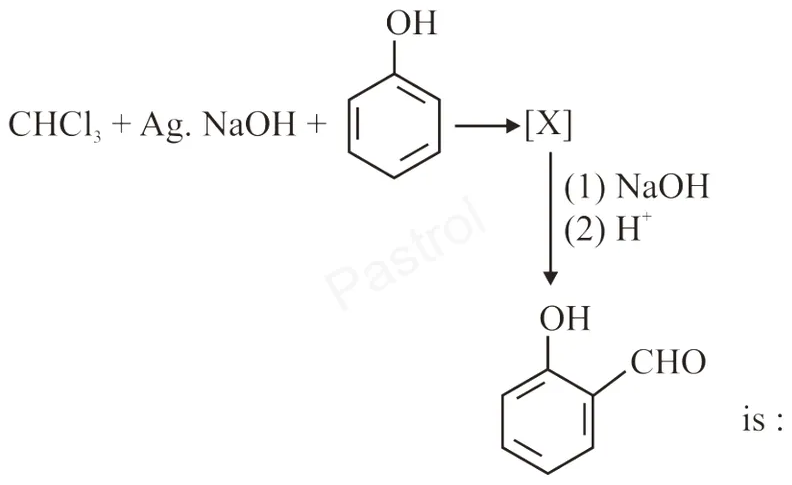 OH
CHCl₃ + Ag. NaOH + ⟶ [X]
(1) NaOH
(2) H⁺
Pastrol
OH
CHO
is :